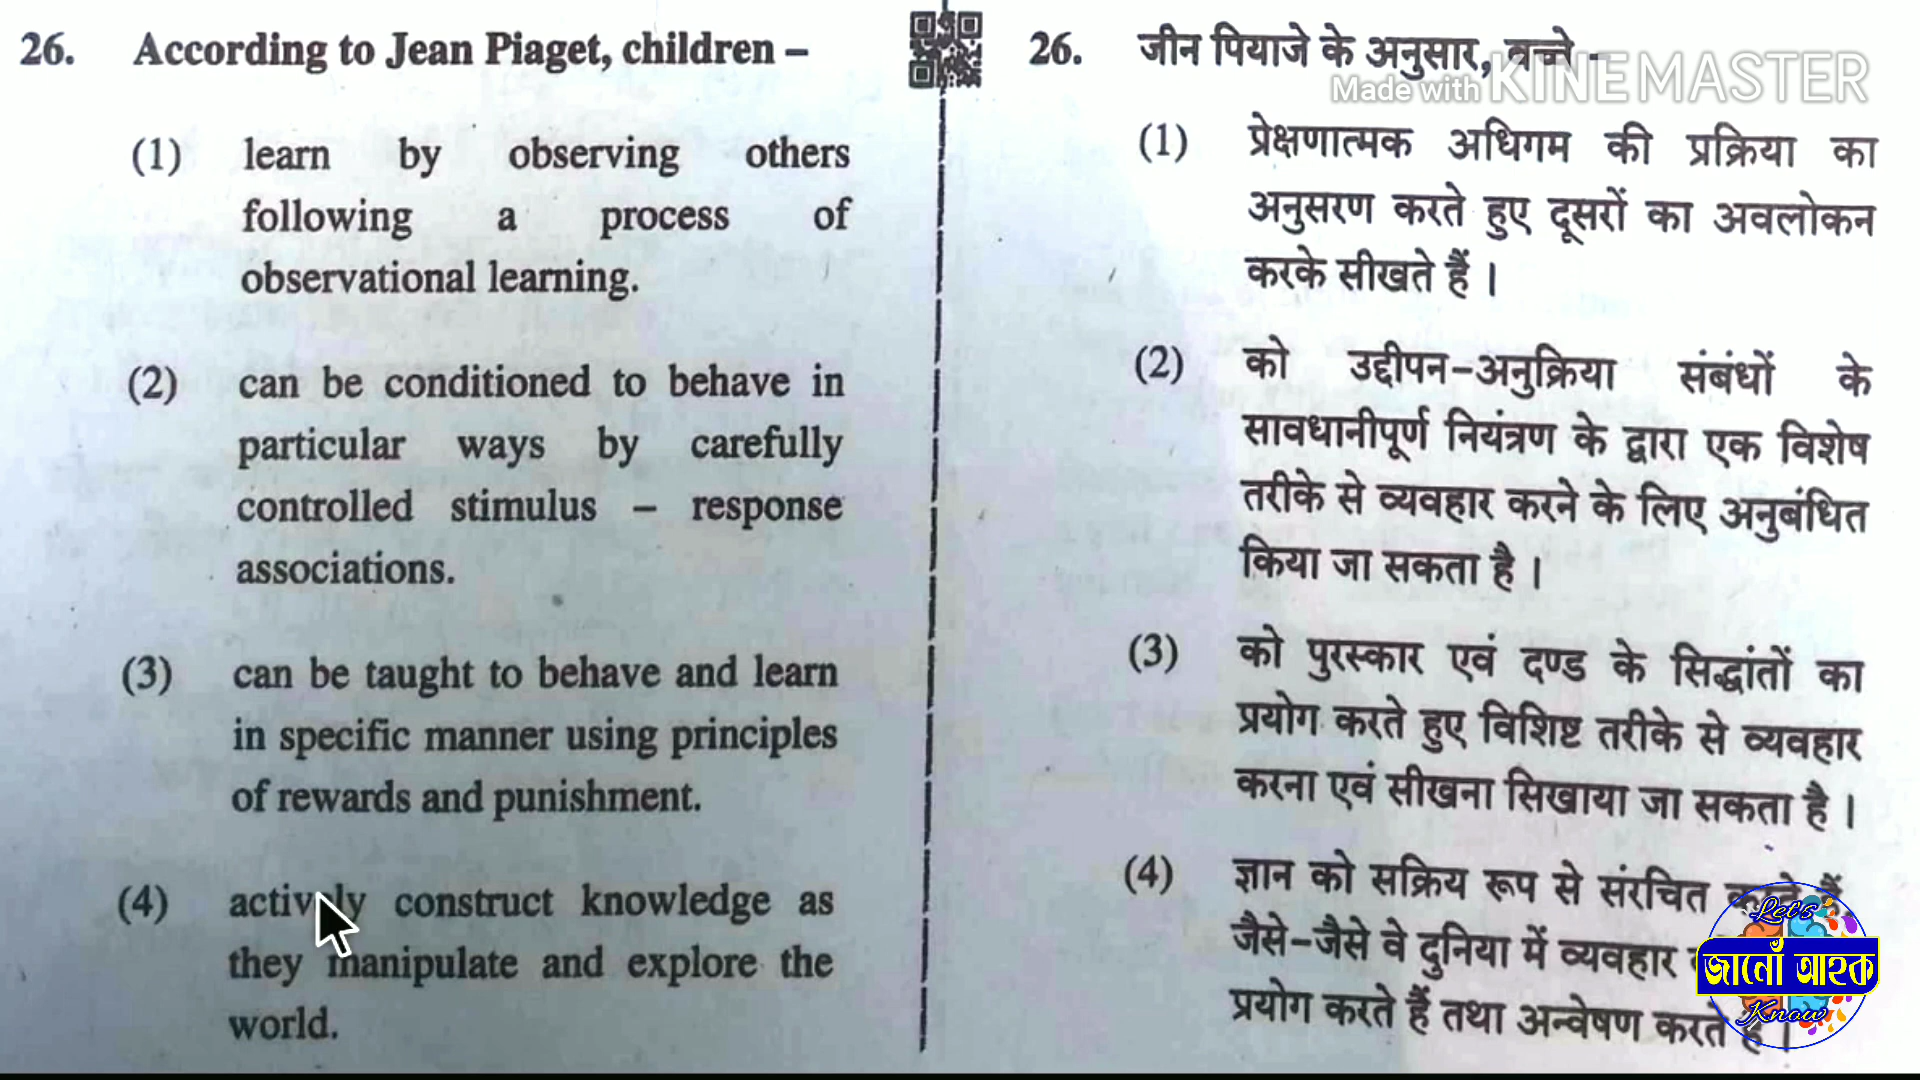 26. According to Jean Piaget, children –
(1) learn by observing others
following a process of
observational learning.
(2) can be conditioned to behave in
particular ways by carefully
controlled stimulus – response
associations.
(3) can be taught to behave and learn
in specific manner using principles
of rewards and punishment.
(4) actively construct knowledge as
they manipulate and explore the
world.
26. जीन पियाजे के अनुसार, बच्चे –
Made with KINEMASTER
(1) प्रेक्षणात्मक अधिगम की प्रक्रिया का
अनुसरण करते हुए दूसरों का अवलोकन
करके सीखते हैं ।
(2) को उद्दीपन–अनुक्रिया संबंधों के
सावधानीपूर्ण नियंत्रण के द्वारा एक विशेष
तरीके से व्यवहार करने के लिए अनुबंधित
किया जा सकता है ।
(3) को पुरस्कार एवं दण्ड के सिद्धांतों का
प्रयोग करते हुए विशिष्ट तरीके से व्यवहार
करना एवं सीखना सिखाया जा सकता है ।
(4) ज्ञान को सक्रिय रूप से संरचित करते हैं,
जैसे–जैसे वे दुनिया में व्यवहार
प्रयोग करते हैं तथा अन्वेषण करते हैं ।
Let's
জানোঁ আহক
Know